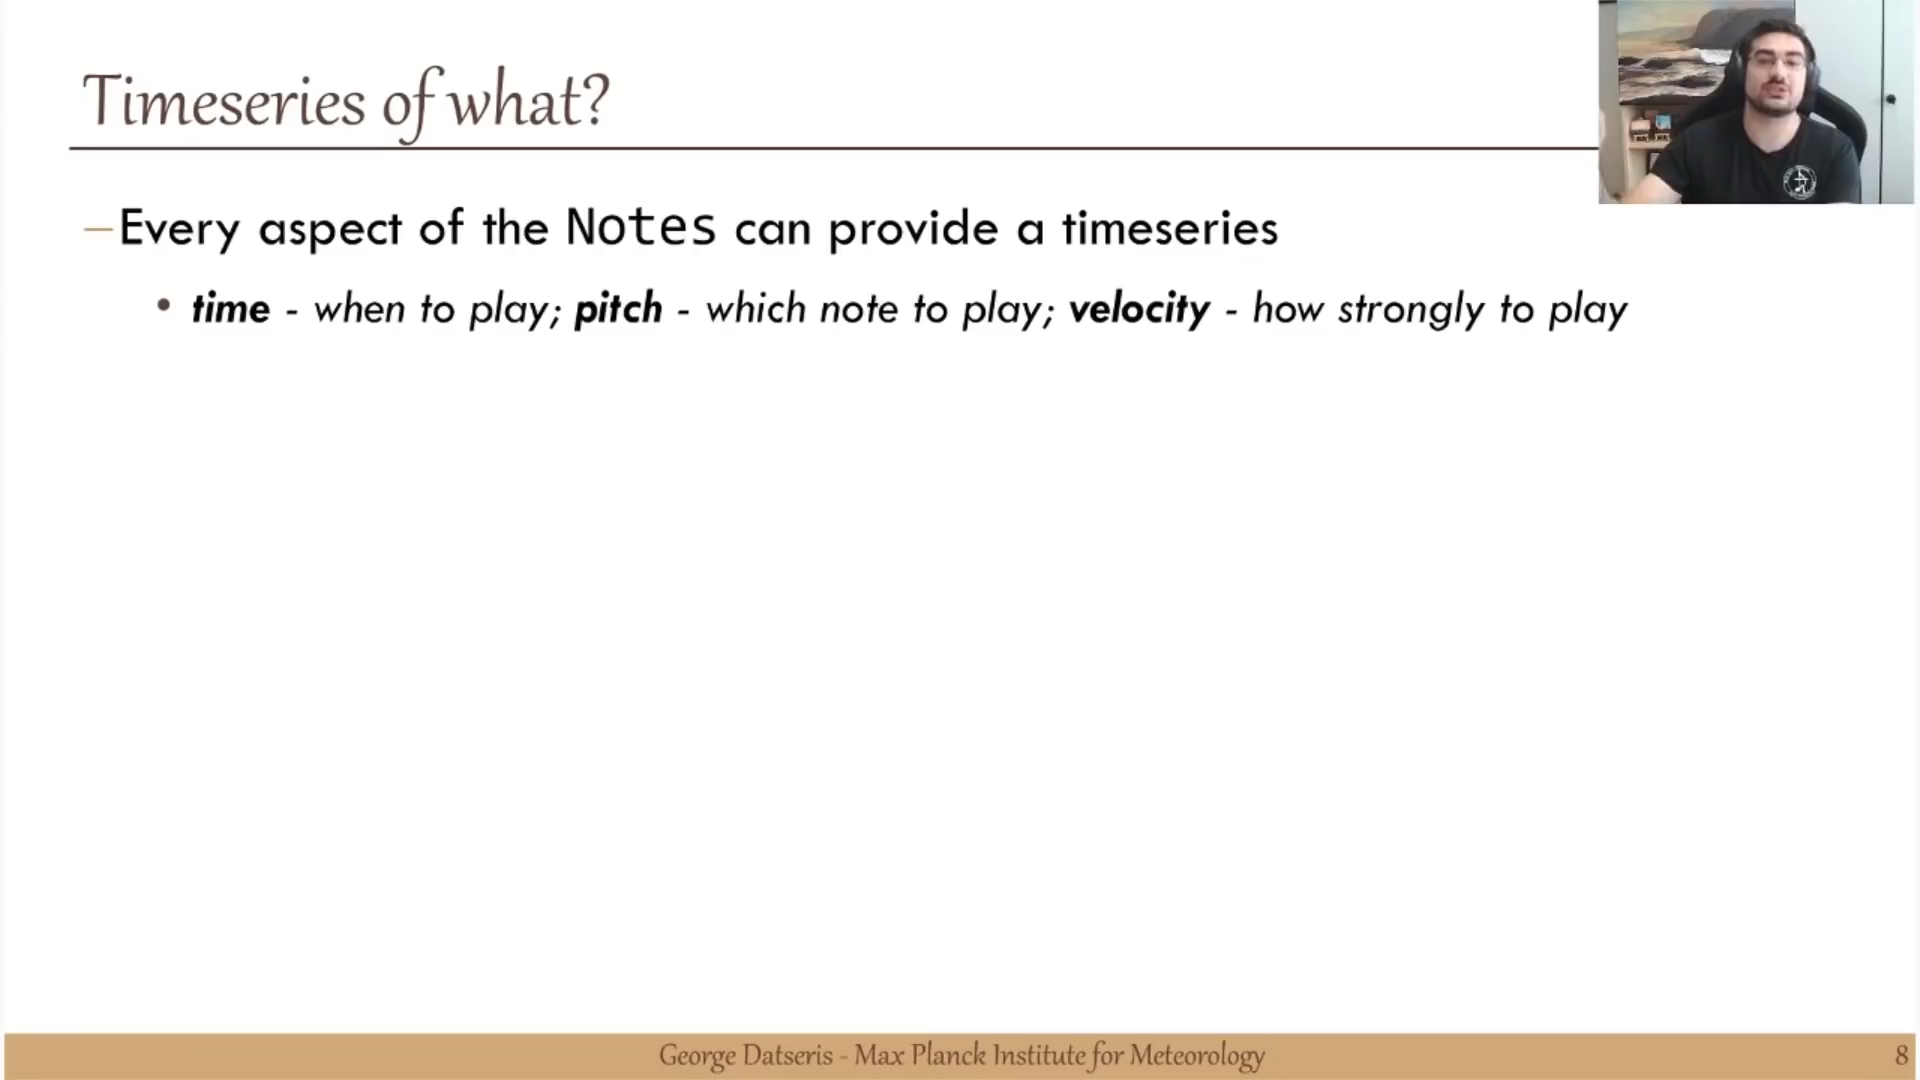 Timeseries of what?
–Every aspect of the Notes can provide a timeseries
• time - when to play; pitch - which note to play; velocity - how strongly to play
George Datseris - Max Planck Institute for Meteorology
8